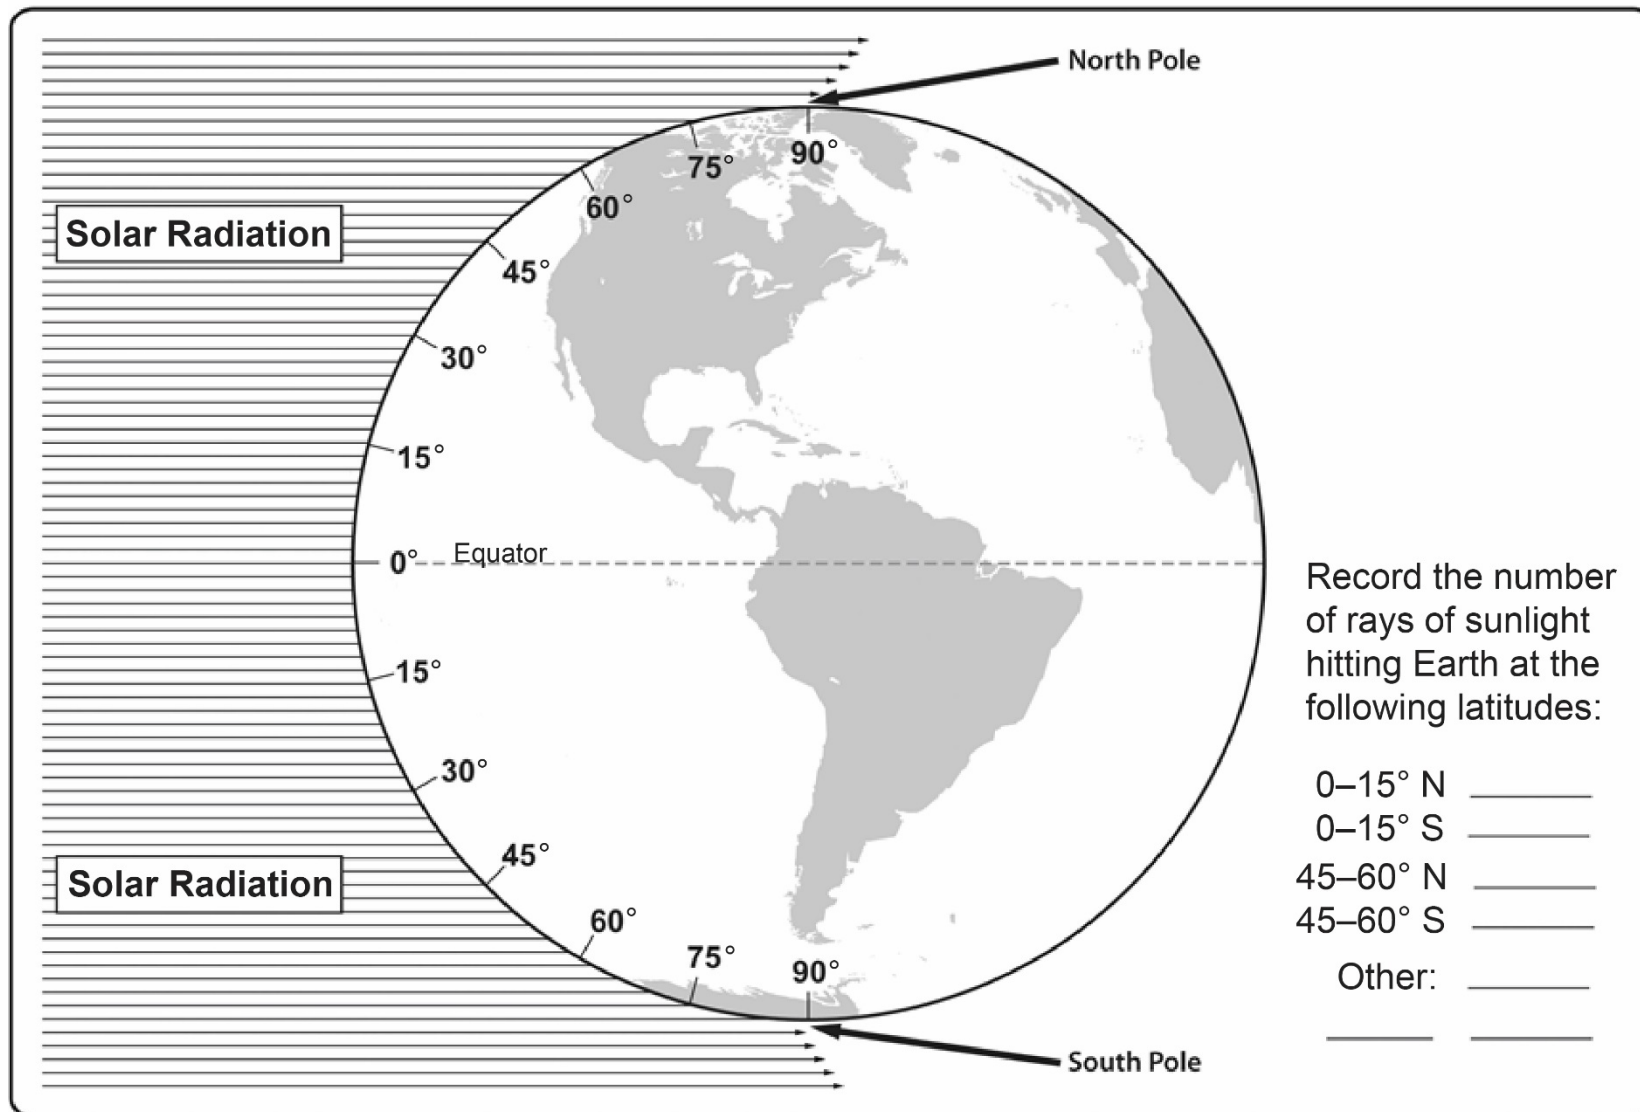 North Pole
90°
75°
60°
Solar Radiation
45°
30°
15°
0° Equator
15°
30°
45°
Solar Radiation
60°
75°
90°
South Pole
Record the number
of rays of sunlight
hitting Earth at the
following latitudes:
0–15° N
0–15° S
45–60° N
45–60° S
Other: